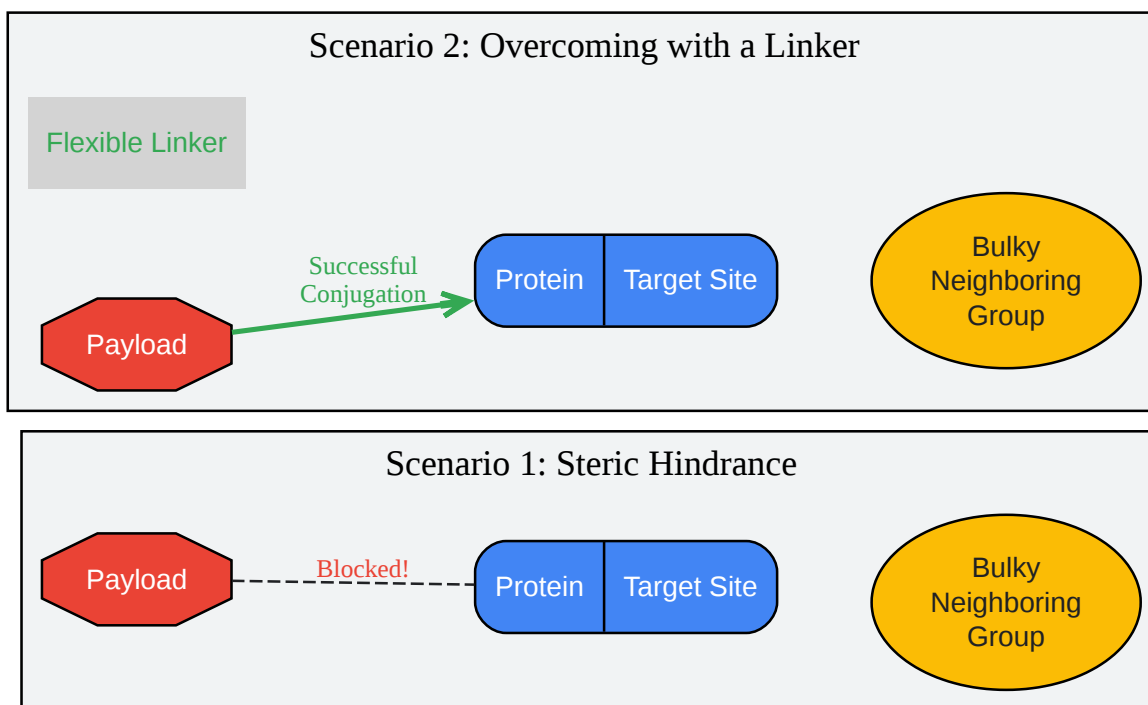 Scenario 2: Overcoming with a Linker
Flexible Linker
Successful
Conjugation
Payload
Protein
Target Site
Bulky
Neighboring
Group
Scenario 1: Steric Hindrance
Payload
Blocked!
Protein
Target Site
Bulky
Neighboring
Group